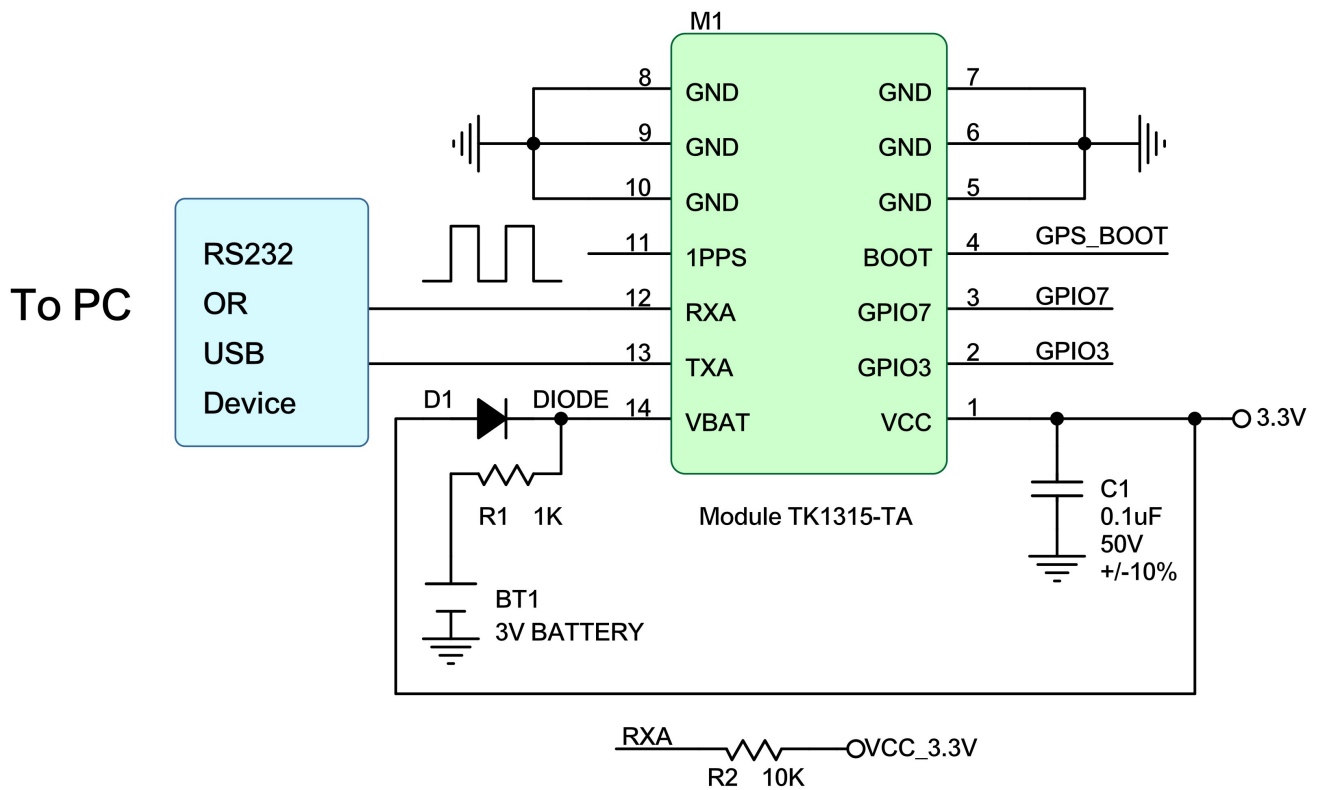 M1
8 GND GND 7
9 GND GND 6
10 GND GND 5
11 1PPS BOOT 4 GPS_BOOT
12 RXA GPIO7 3 GPIO7
13 TXA GPIO3 2 GPIO3
14 VBAT VCC 1 3.3V
To PC
RS232
OR
USB
Device
D1 DIODE
R1 1K
BT1
3V BATTERY
Module TK1315-TA
C1
0.1uF
50V
+/-10%
RXA VCC_3.3V
R2 10K